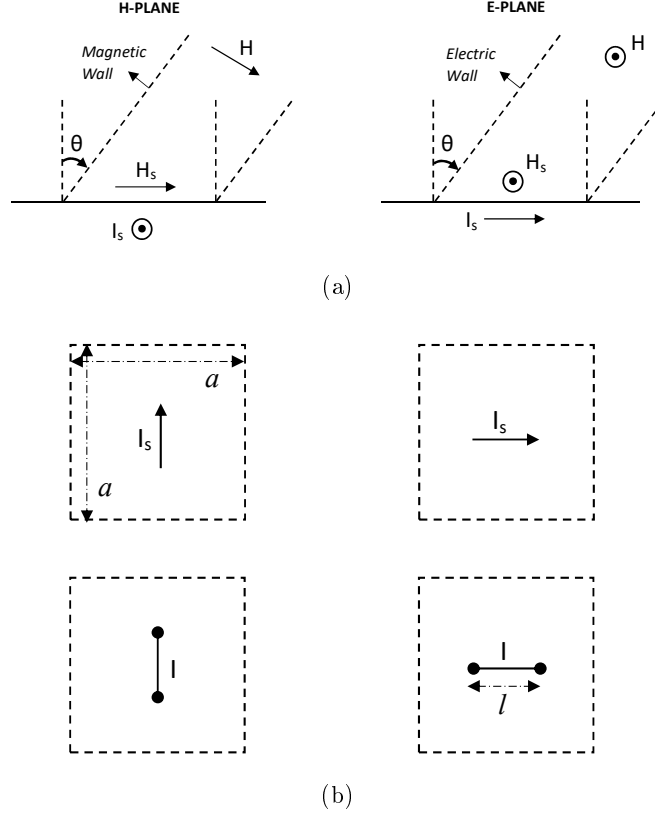 H-PLANE
E-PLANE
Magnetic
Wall
H
θ
Hₛ
Iₛ
Electric
Wall
H
θ
Hₛ
Iₛ
(a)
a
Iₛ
a
Iₛ
I
I
l
(b)